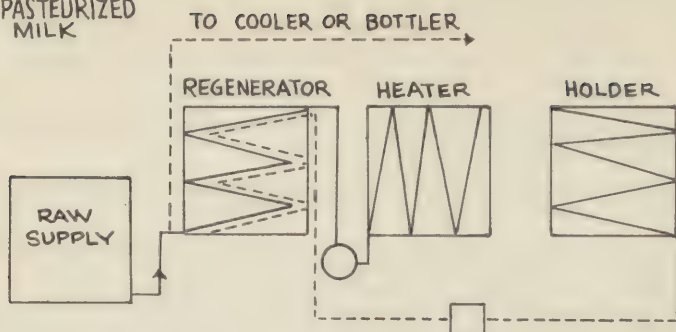 PASTEURIZED
MILK
TO COOLER OR BOTTLER
REGENERATOR
HEATER
HOLDER
RAW
SUPPLY